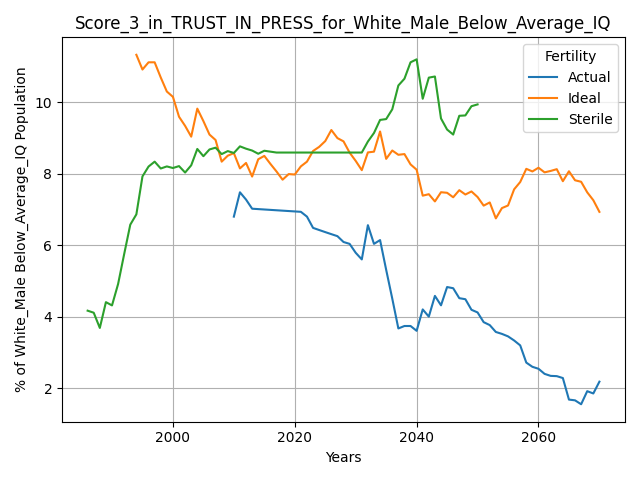 Score_3_in_TRUST_IN_PRESS_for_White_Male_Below_Average_IQ
% of White_Male Below_Average_IQ Population
10
8
6
4
2
Fertility
Actual
Ideal
Sterile
2000
2020
2040
2060
Years